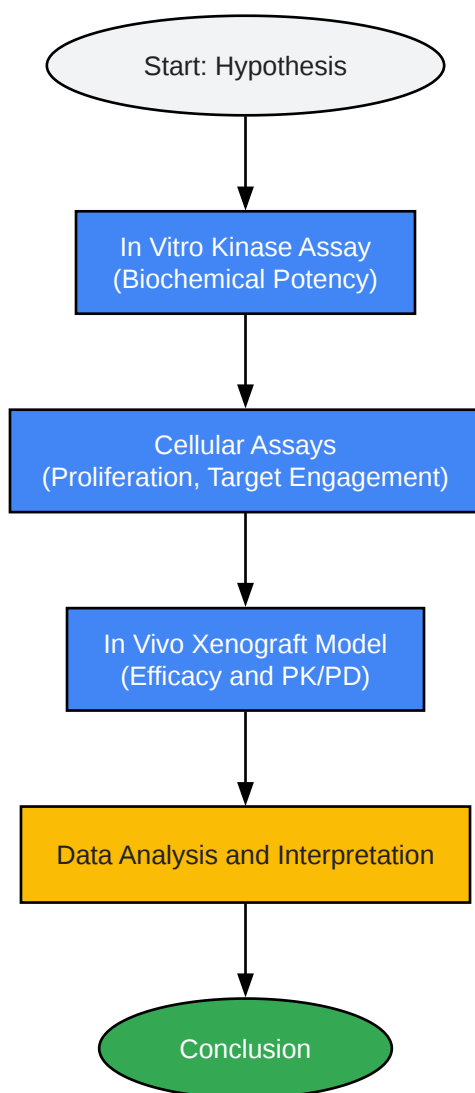 Start: Hypothesis
In Vitro Kinase Assay
(Biochemical Potency)
Cellular Assays
(Proliferation, Target Engagement)
In Vivo Xenograft Model
(Efficacy and PK/PD)
Data Analysis and Interpretation
Conclusion